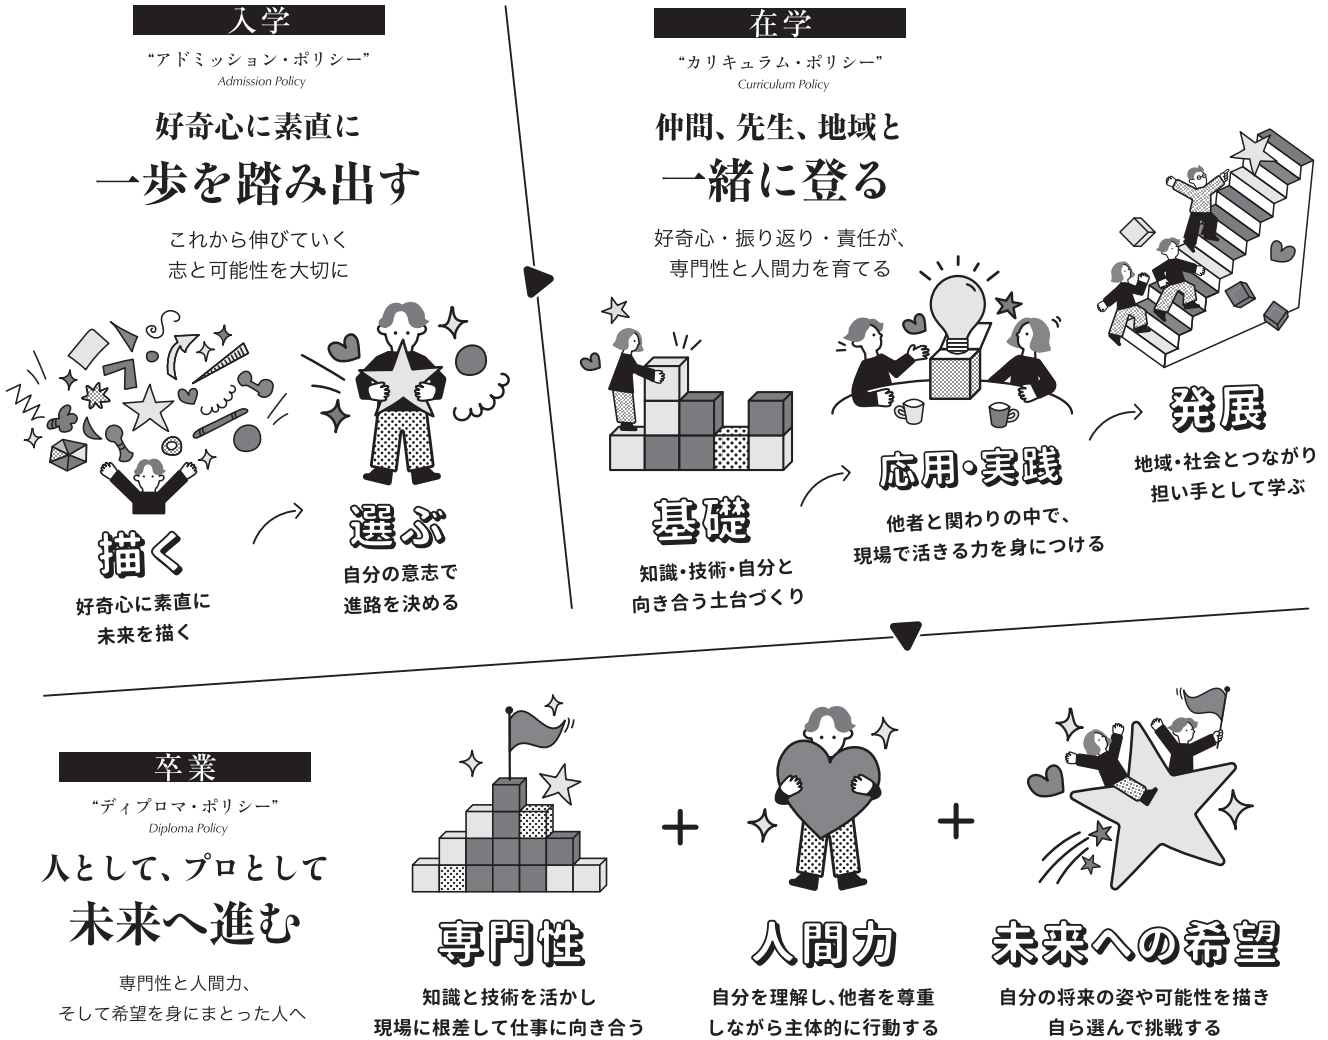 入学
“アドミッション・ポリシー”
Admission Policy
好奇心に素直に
一歩を踏み出す
これから伸びていく
志と可能性を大切に
描く
好奇心に素直に
未来を描く
選ぶ
自分の意志で
進路を決める
在学
“カリキュラム・ポリシー”
Curriculum Policy
仲間、先生、地域と
一緒に登る
好奇心・振り返り・責任が、
専門性と人間力を育てる
基礎
知識・技術・自分と
向き合う土台づくり
応用・実践
他者と関わりの中で、
現場で活きる力を身につける
発展
地域・社会とつながり
担い手として学ぶ
卒業
“ディプロマ・ポリシー”
Diploma Policy
人として、プロとして
未来へ進む
専門性と人間力、
そして希望を身にまとった人へ
専門性
知識と技術を活かし
現場に根差して仕事に向き合う
+
人間力
自分を理解し、他者を尊重
しながら主体的に行動する
+
未来への希望
自分の将来の姿や可能性を描き
自ら選んで挑戦する